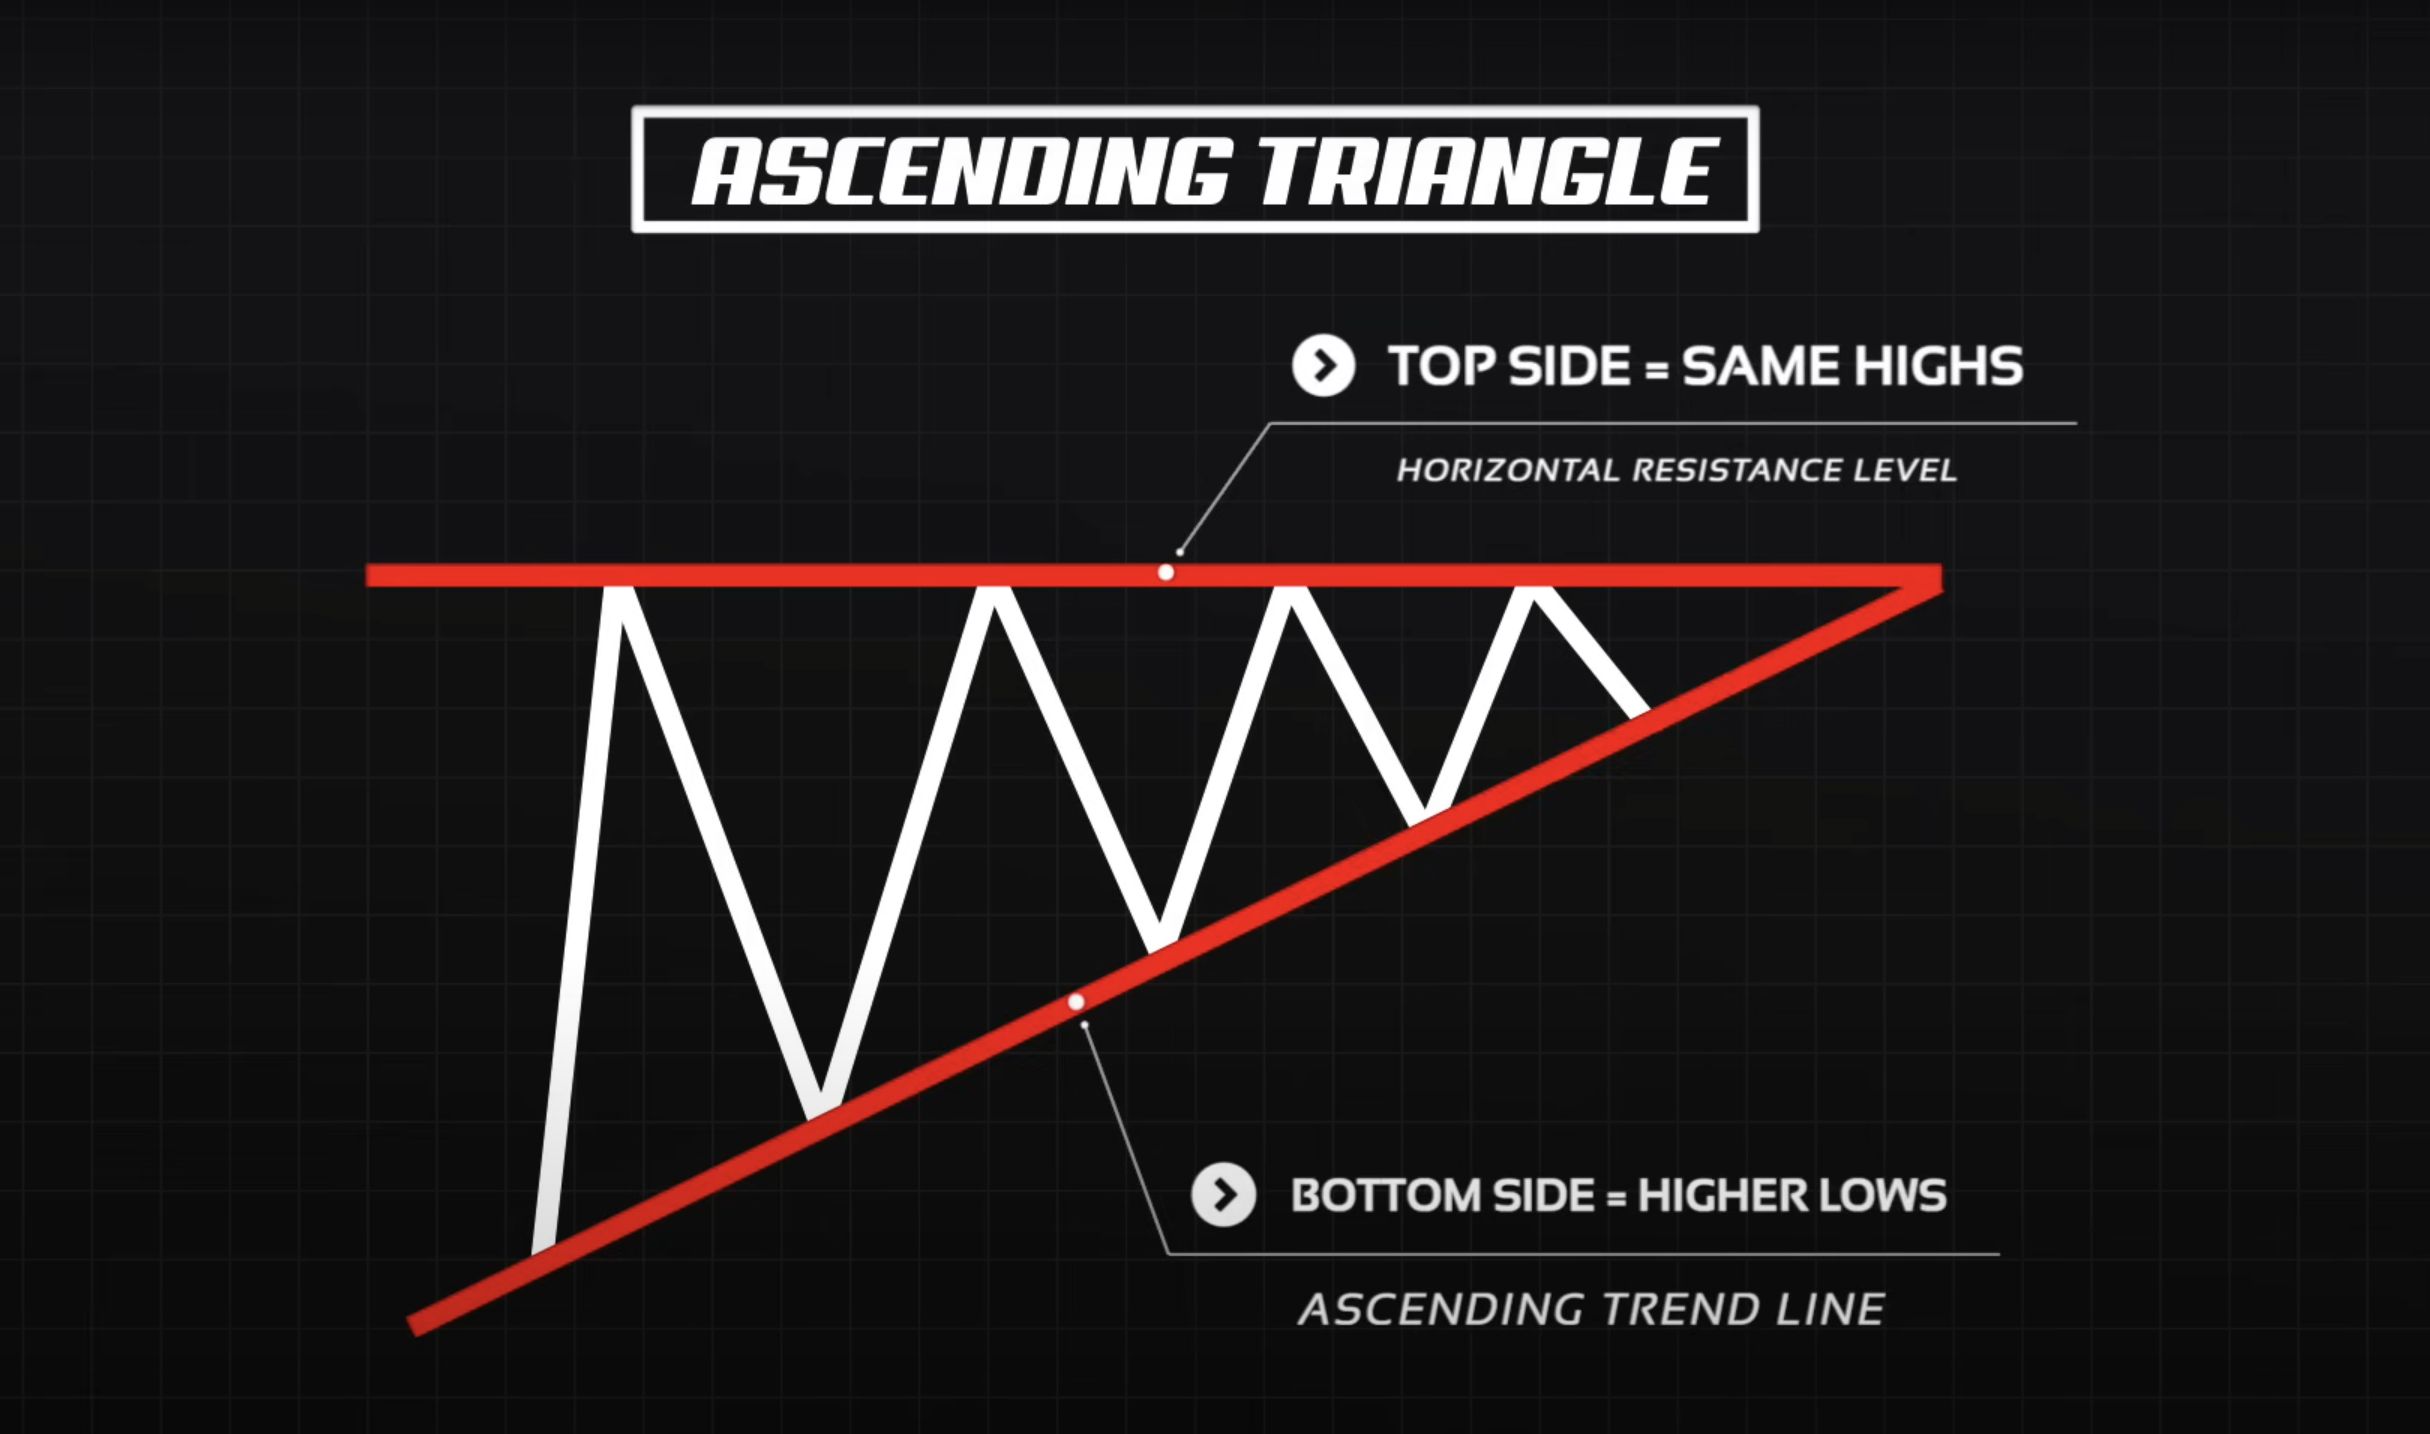 ASCENDING TRIANGLE
TOP SIDE = SAME HIGHS
HORIZONTAL RESISTANCE LEVEL
BOTTOM SIDE = HIGHER LOWS
ASCENDING TREND LINE